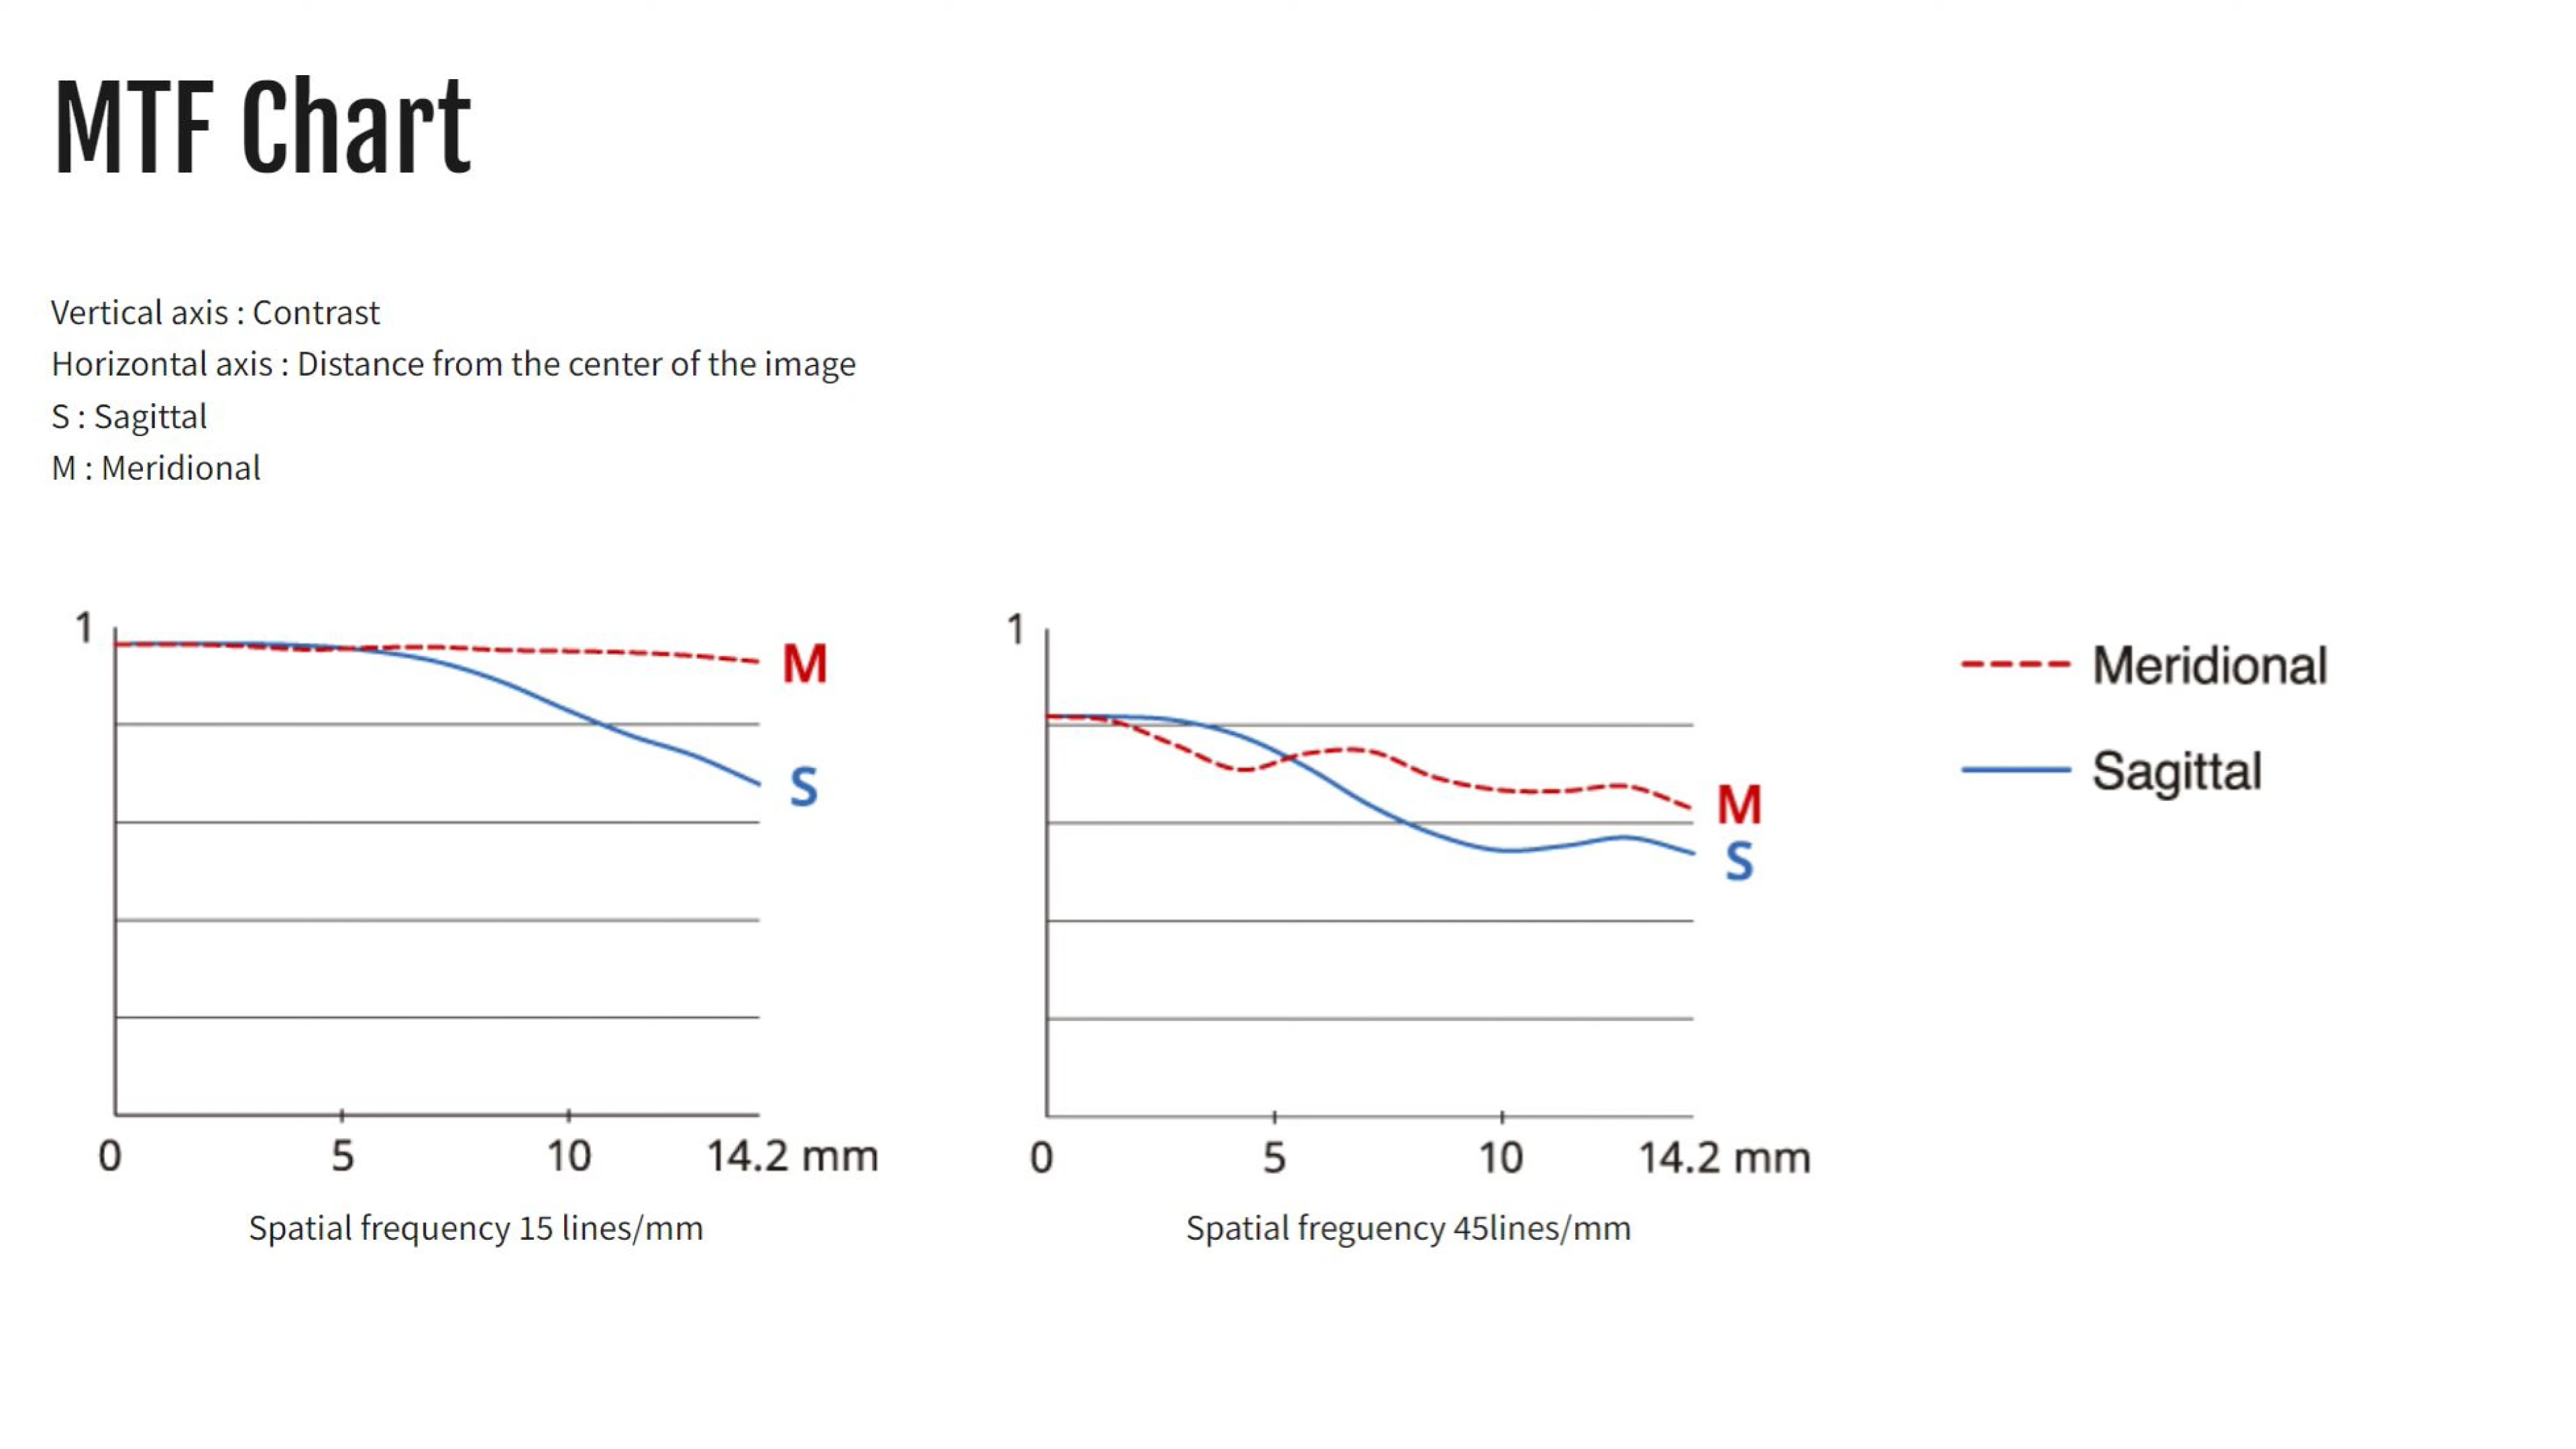 MTF Chart
Vertical axis : Contrast
Horizontal axis : Distance from the center of the image
S : Sagittal
M : Meridional
1
M
S
0 5 10 14.2 mm
Spatial frequency 15 lines/mm
1
M
S
0 5 10 14.2 mm
Spatial freguency 45lines/mm
Meridional
Sagittal